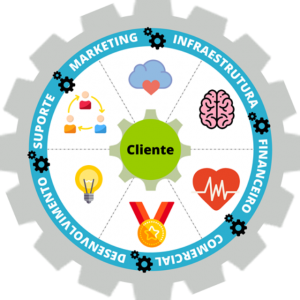 MARKETING
INFRAESTRUTURA
FINANCEIRO
COMERCIAL
DESENVOLVIMENTO
SUPORTE
Cliente